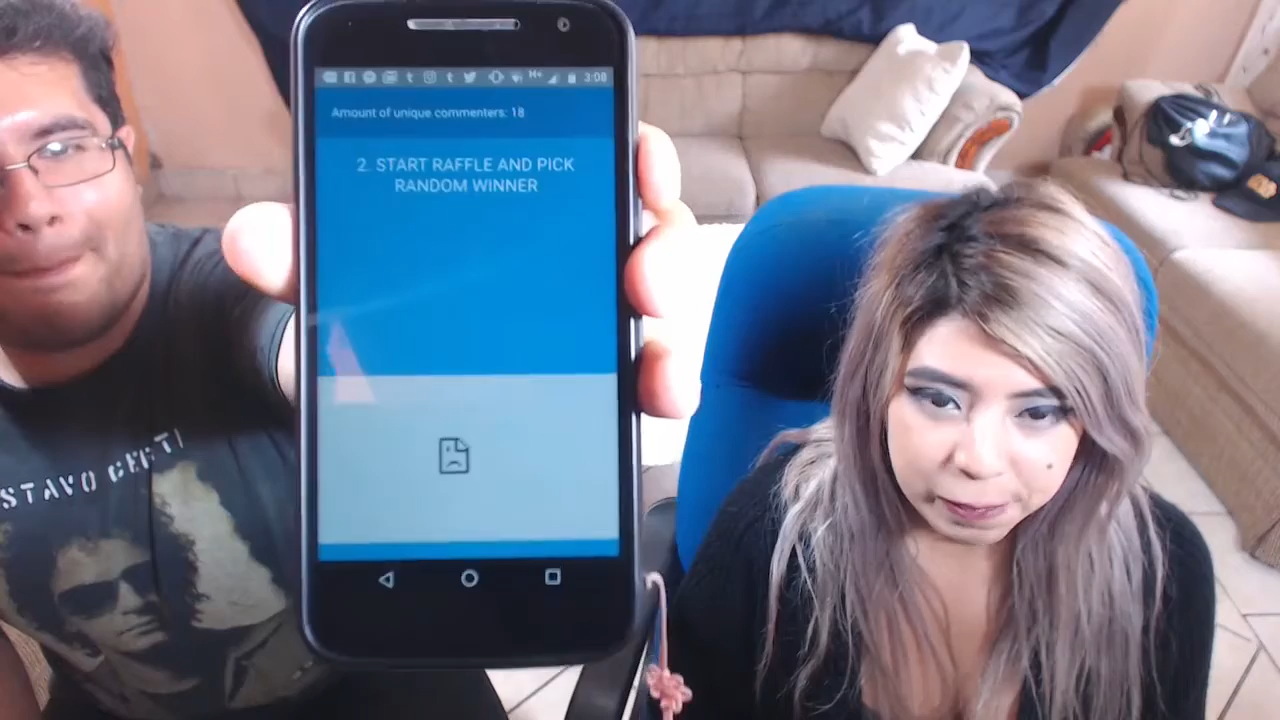 3:08
Amount of unique commenters: 18
2. START RAFFLE AND PICK
RANDOM WINNER
STAVO CERATI